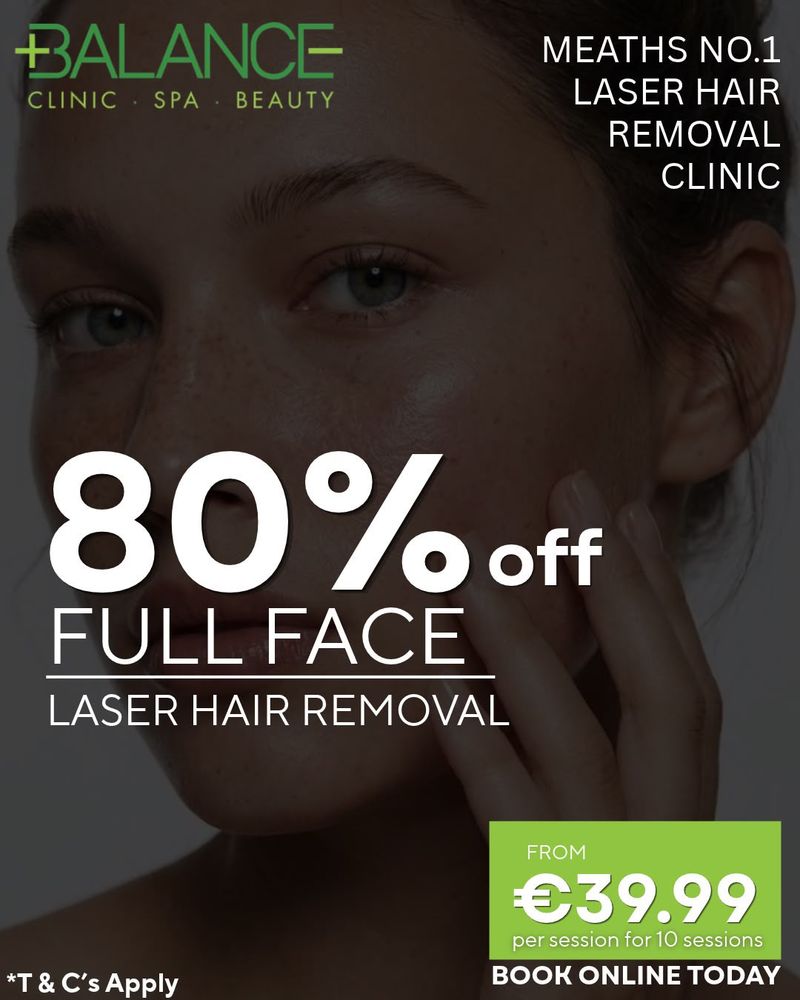 BALANCE
CLINIC · SPA · BEAUTY
MEATHS NO.1
LASER HAIR
REMOVAL
CLINIC
80% off
FULL FACE
LASER HAIR REMOVAL
FROM
€39.99
per session for 10 sessions
BOOK ONLINE TODAY
*T & C's Apply